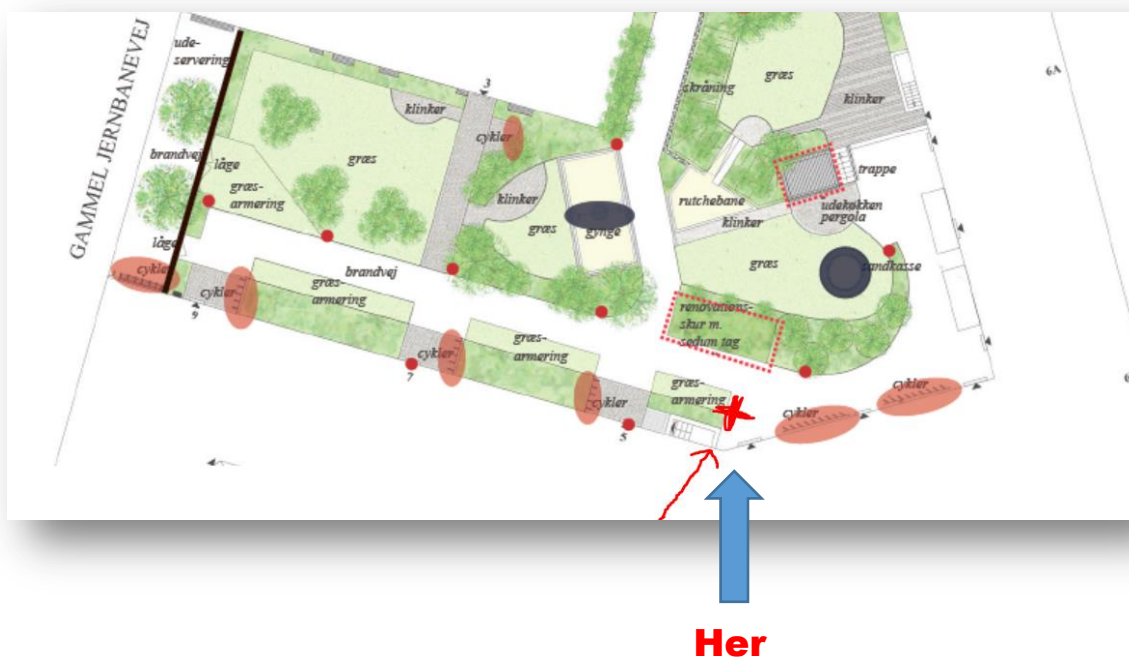 GAMMEL JERNBANEVEJ
ude-
servering
brandvej
låge
græs-
armering
låge
cykler
græs
klinker
3
cykler
klinker
græs
gynge
brandvej
cykler
9
græs-
armering
cykler
7
græs-
armering
cykler
5
græs-
armering
skråning
græs
klinker
6A
trappe
rutchebane
klinker
udekøkken
pergola
græs
sandkasse
renovations-
skur m.
sedum tag
cykler
cykler
Her